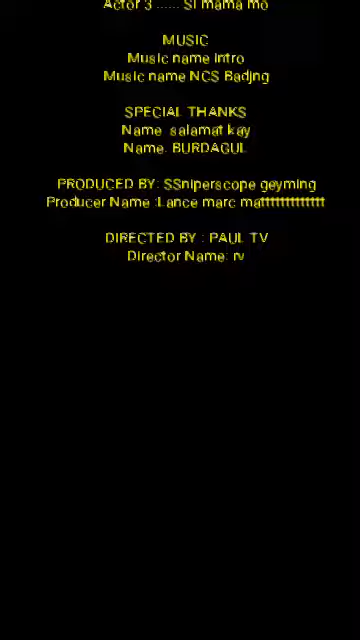 Actor 3 ...... Si mama mo
MUSIC
Music name intro
Music name NCS Badjng
SPECIAL THANKS
Name salamat kay
Name. BURDAGUL
PRODUCED BY: SSniperscope geyming
Producer Name :Lance marc mattttttttttttt
DIRECTED BY : PAUL TV
Director Name: rv